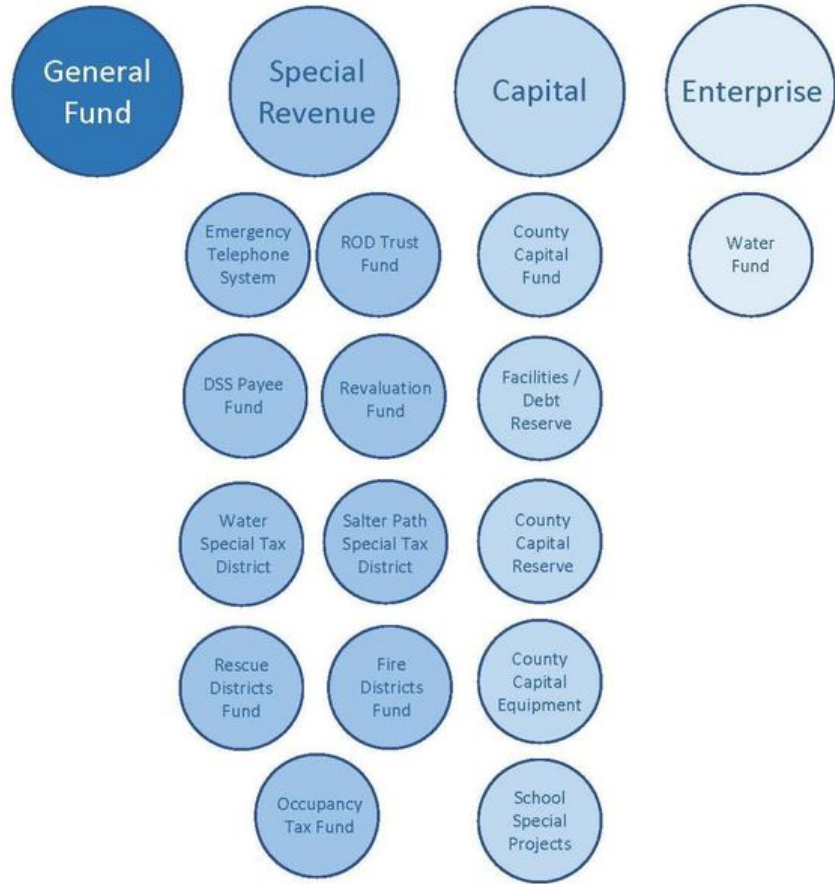 General
Fund
Special
Revenue
Capital
Enterprise
Emergency
Telephone
System
ROD Trust
Fund
County
Capital
Fund
Water
Fund
DSS Payee
Fund
Revaluation
Fund
Facilities /
Debt
Reserve
Water
Special Tax
District
Salter Path
Special Tax
District
County
Capital
Reserve
Rescue
Districts
Fund
Fire
Districts
Fund
County
Capital
Equipment
Occupancy
Tax Fund
School
Special
Projects